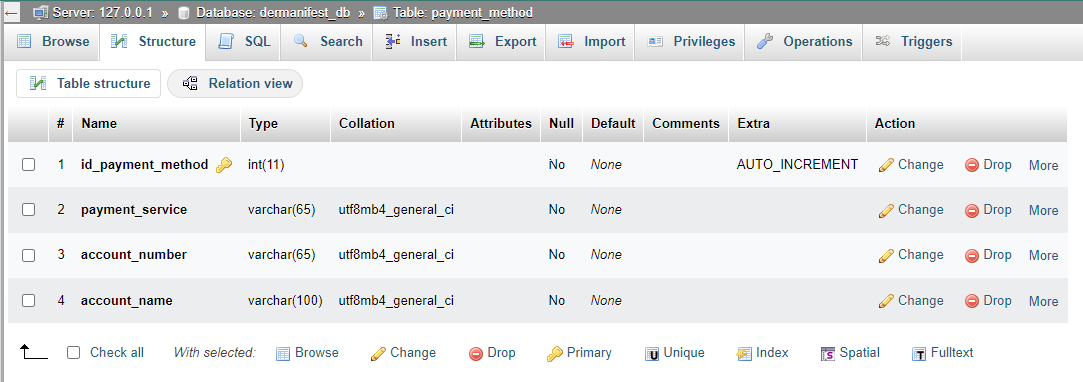 Server: 127.0.0.1 » Database: dermanifest_db » Table: payment_method
Browse Structure SQL Search Insert Export Import Privileges Operations Triggers
Table structure Relation view
# Name Type Collation Attributes Null Default Comments Extra Action
1 id_payment_method int(11) No None AUTO_INCREMENT Change Drop More
2 payment_service varchar(65) utf8mb4_general_ci No None Change Drop More
3 account_number varchar(65) utf8mb4_general_ci No None Change Drop More
4 account_name varchar(100) utf8mb4_general_ci No None Change Drop More
Check all With selected: Browse Change Drop Primary Unique Index Spatial Fulltext